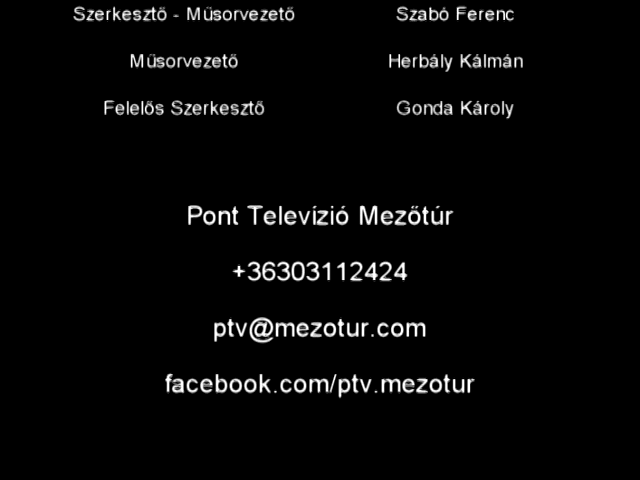 Szerkesztő - Műsorvezető Szabó Ferenc
Műsorvezető Herbály Kálmán
Felelős Szerkesztő Gonda Károly
Pont Televízió Mezőtúr
+36303112424
ptv@mezotur.com
facebook.com/ptv.mezotur